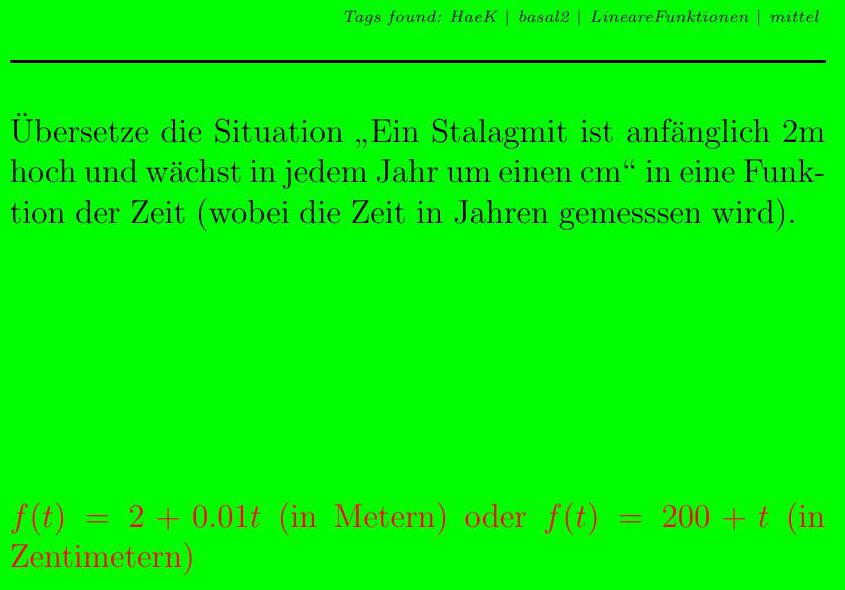 Tags found: HaeK | basal2 | LineareFunktionen | mittel
Übersetze die Situation „Ein Stalagmit ist anfänglich 2m
hoch und wächst in jedem Jahr um einen cm“ in eine Funk-
tion der Zeit (wobei die Zeit in Jahren gemesssen wird).
f(t) = 2 + 0.01t (in Metern) oder f(t) = 200 + t (in
Zentimetern)